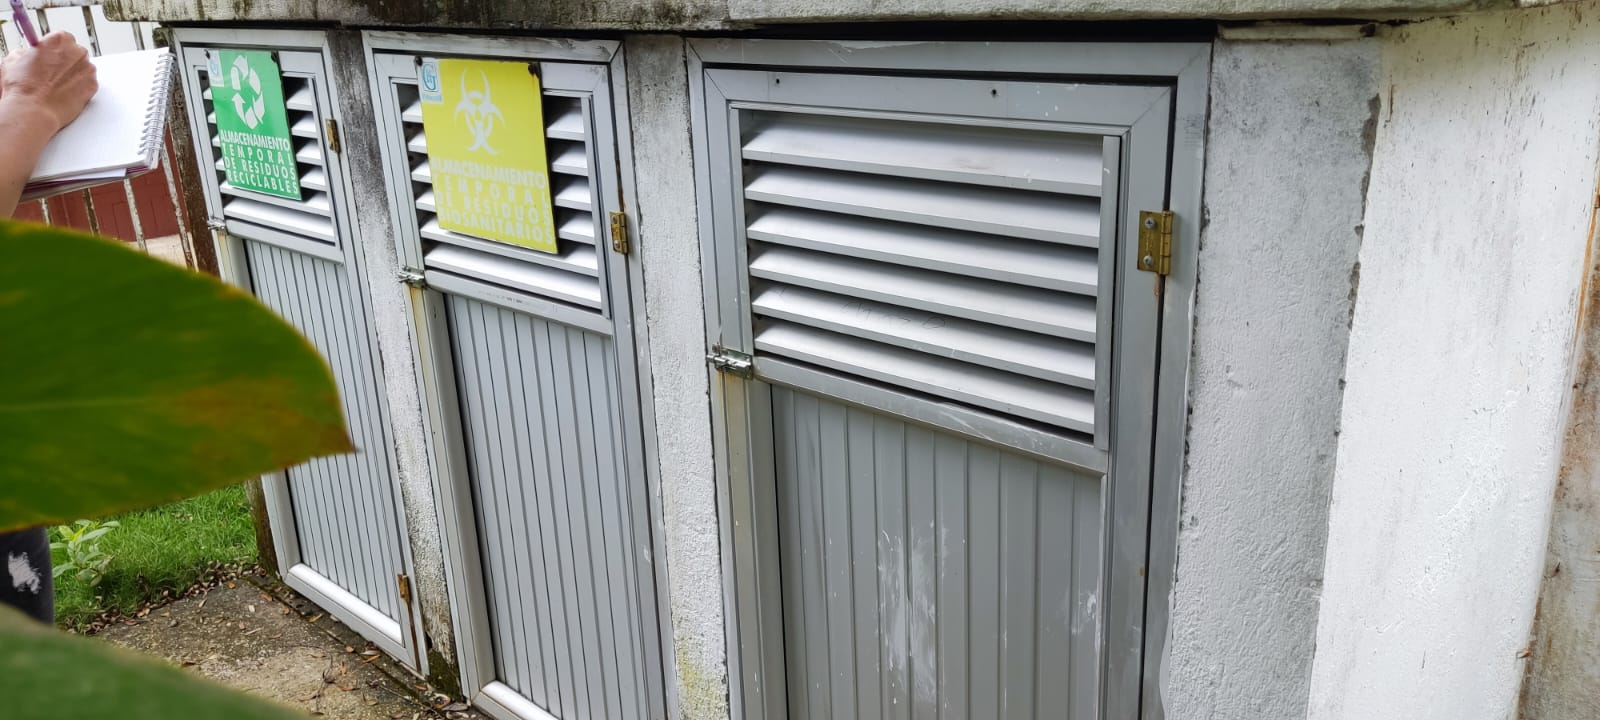 ALMACENAMIENTO
TEMPORAL
DE RESIDUOS
RECICLABLES
ALMACENAMIENTO
TEMPORAL
DE RESIDUOS
BIOSANITARIOS